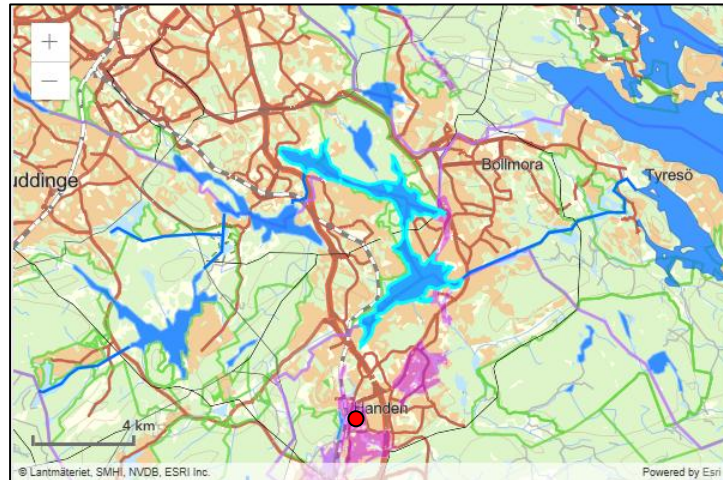 +
−
Bollmora
Tyresö
uddinge
Handen
4 km
© Lantmäteriet, SMHI, NVDB, ESRI Inc.
Powered by Esri